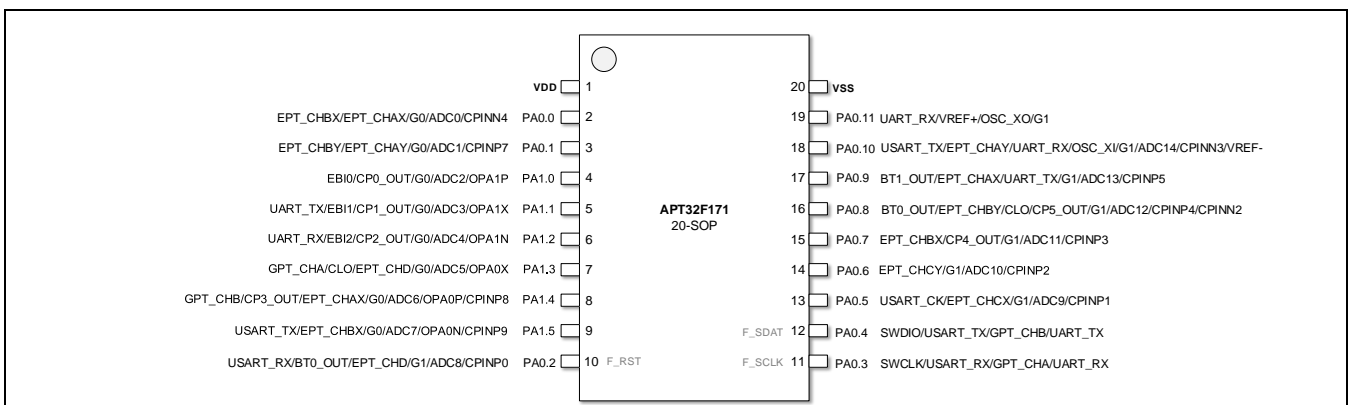 VDD 1
EPT_CHBX/EPT_CHAX/G0/ADC0/CPINN4 PA0.0 2
EPT_CHBY/EPT_CHAY/G0/ADC1/CPINP7 PA0.1 3
EBI0/CP0_OUT/G0/ADC2/OPA1P PA1.0 4
UART_TX/EBI1/CP1_OUT/G0/ADC3/OPA1X PA1.1 5
UART_RX/EBI2/CP2_OUT/G0/ADC4/OPA1N PA1.2 6
GPT_CHA/CLO/EPT_CHD/G0/ADC5/OPA0X PA1.3 7
GPT_CHB/CP3_OUT/EPT_CHAX/G0/ADC6/OPA0P/CPINP8 PA1.4 8
USART_TX/EPT_CHBX/G0/ADC7/OPA0N/CPINP9 PA1.5 9
USART_RX/BT0_OUT/EPT_CHD/G1/ADC8/CPINP0 PA0.2 10 F_RST
APT32F171
20-SOP
20 VSS
19 PA0.11 UART_RX/VREF+/OSC_XO/G1
18 PA0.10 USART_TX/EPT_CHAY/UART_RX/OSC_XI/G1/ADC14/CPINN3/VREF-
17 PA0.9 BT1_OUT/EPT_CHAX/UART_TX/G1/ADC13/CPINP5
16 PA0.8 BT0_OUT/EPT_CHBY/CLO/CP5_OUT/G1/ADC12/CPINP4/CPINN2
15 PA0.7 EPT_CHBX/CP4_OUT/G1/ADC11/CPINP3
14 PA0.6 EPT_CHCY/G1/ADC10/CPINP2
13 PA0.5 USART_CK/EPT_CHCX/G1/ADC9/CPINP1
F_SDAT 12 PA0.4 SWDIO/USART_TX/GPT_CHB/UART_TX
F_SCLK 11 PA0.3 SWCLK/USART_RX/GPT_CHA/UART_RX